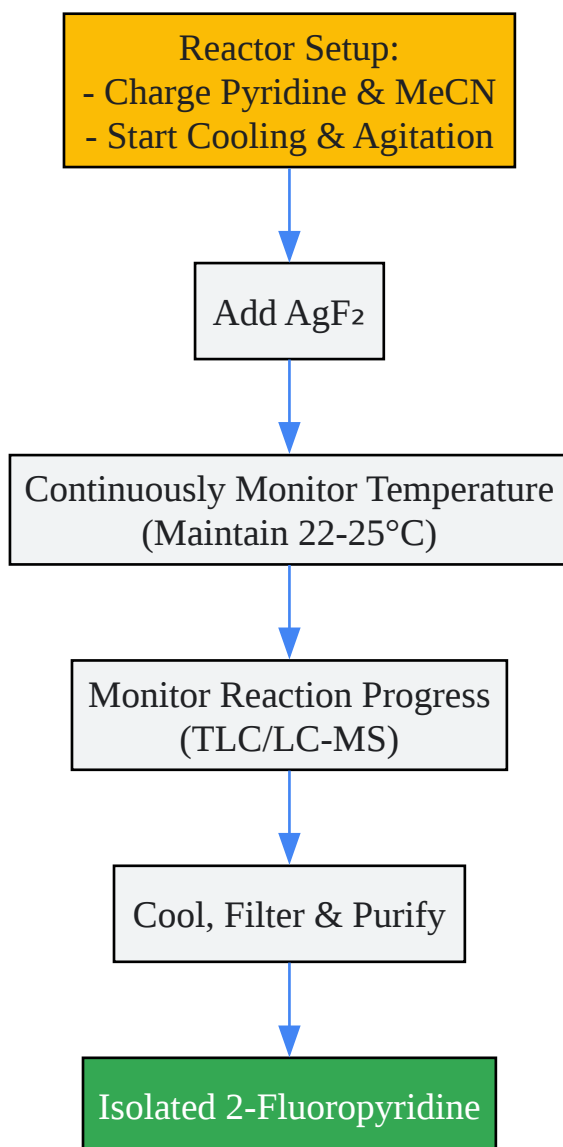 Reactor Setup:
- Charge Pyridine & MeCN
- Start Cooling & Agitation
Add AgF₂
Continuously Monitor Temperature
(Maintain 22-25°C)
Monitor Reaction Progress
(TLC/LC-MS)
Cool, Filter & Purify
Isolated 2-Fluoropyridine